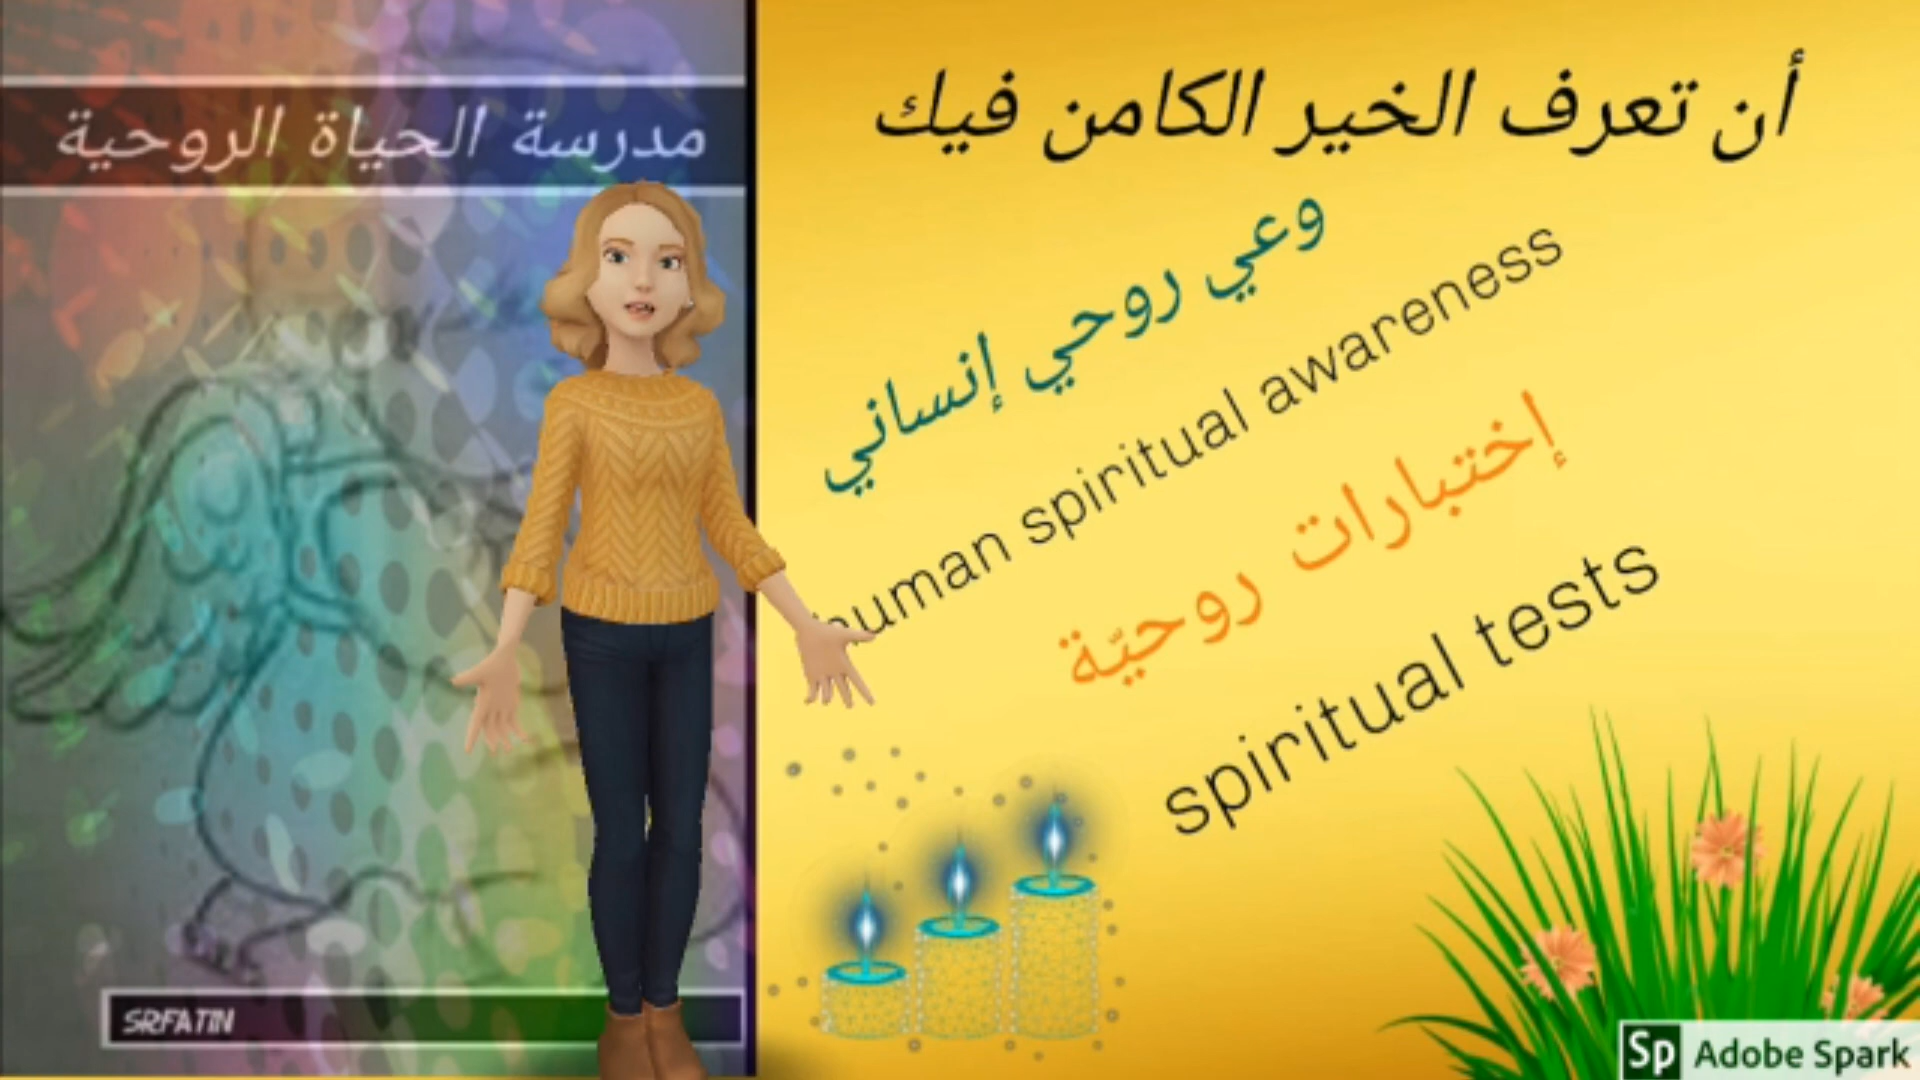 مدرسة الحياة الروحية
SRFATIN
أن تعرف الخير الكامن فيك
وعي روحي إنساني
human spiritual awareness
إختبارات روحيّة
spiritual tests
Sp Adobe Spark